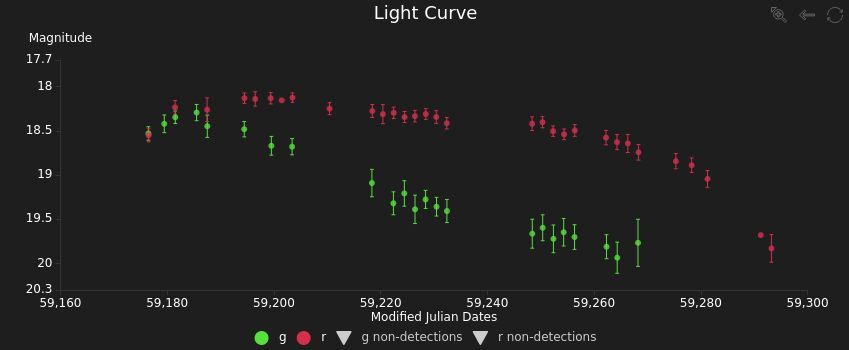 Light Curve
Magnitude
17.7
18
18.5
19
19.5
20
20.3
59,160 59,180 59,200 59,220 59,240 59,260 59,280 59,300
Modified Julian Dates
g r g non-detections r non-detections